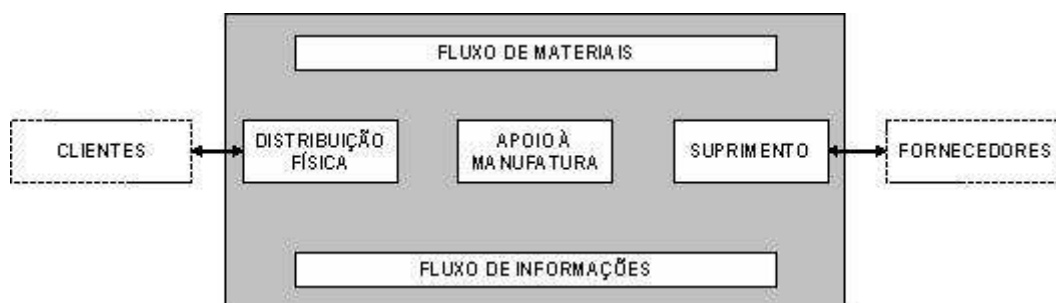 FLUXO DE MATERIAIS
CLIENTES
DISTRIBUIÇÃO
FÍSICA
APOIO À
MANUFATURA
SUPRIMENTO
FORNECEDORES
FLUXO DE INFORMAÇÕES